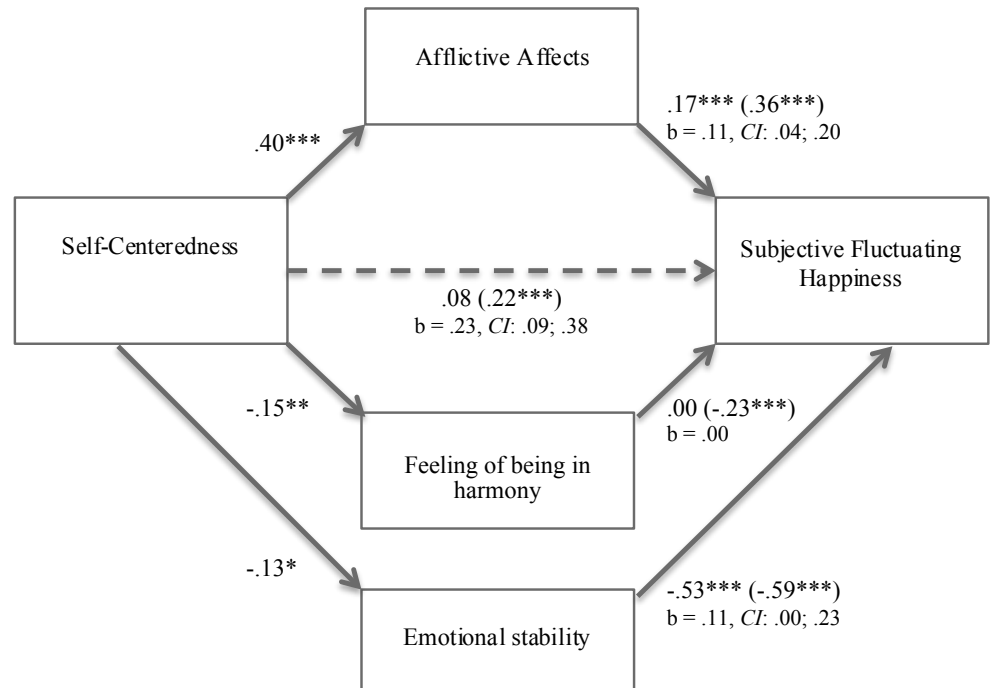 Afflictive Affects
.17*** (.36***)
b = .11, CI: .04; .20
.40***
Self-Centeredness
Subjective Fluctuating
Happiness
.08 (.22***)
b = .23, CI: .09; .38
-.15**
.00 (-.23***)
b = .00
Feeling of being in
harmony
-.13*
-.53*** (-.59***)
b = .11, CI: .00; .23
Emotional stability